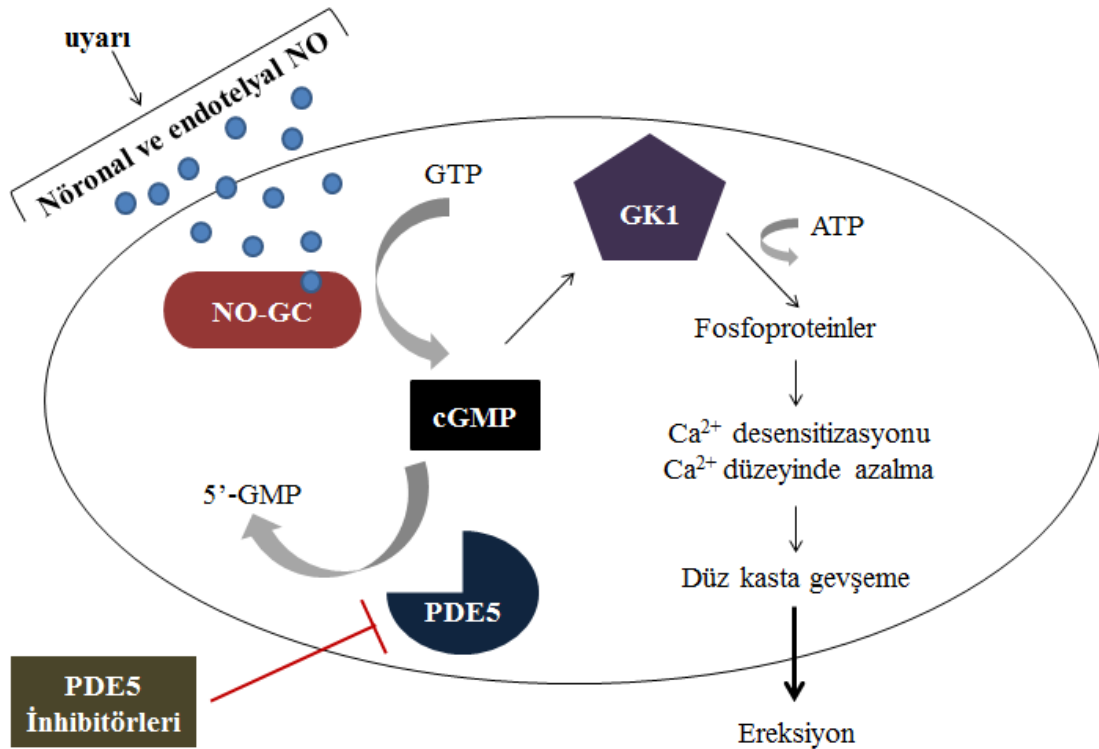 uyarı
Nöronal ve endotelyal NO
GTP
GK1
ATP
NO-GC
Fosfoproteinler
cGMP
Ca²⁺ desensitizasyonu
Ca²⁺ düzeyinde azalma
5’-GMP
Düz kasta gevşeme
PDE5
PDE5
İnhibitörleri
Ereksiyon